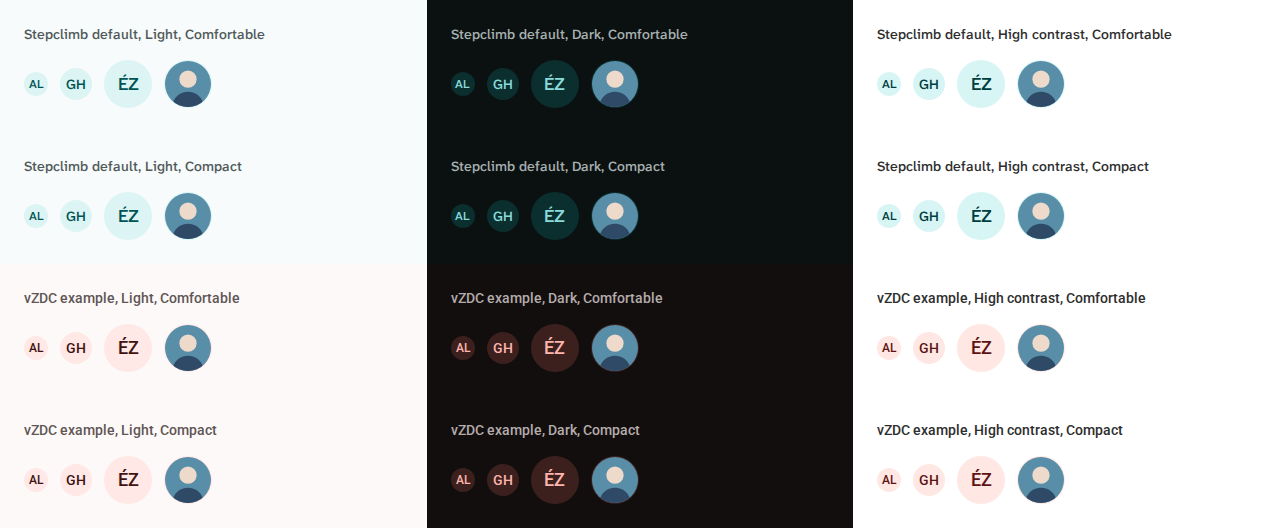 Stepclimb default, Light, Comfortable
AL GH ÉZ
Stepclimb default, Dark, Comfortable
AL GH ÉZ
Stepclimb default, High contrast, Comfortable
AL GH ÉZ
Stepclimb default, Light, Compact
AL GH ÉZ
Stepclimb default, Dark, Compact
AL GH ÉZ
Stepclimb default, High contrast, Compact
AL GH ÉZ
vZDC example, Light, Comfortable
AL GH ÉZ
vZDC example, Dark, Comfortable
AL GH ÉZ
vZDC example, High contrast, Comfortable
AL GH ÉZ
vZDC example, Light, Compact
AL GH ÉZ
vZDC example, Dark, Compact
AL GH ÉZ
vZDC example, High contrast, Compact
AL GH ÉZ